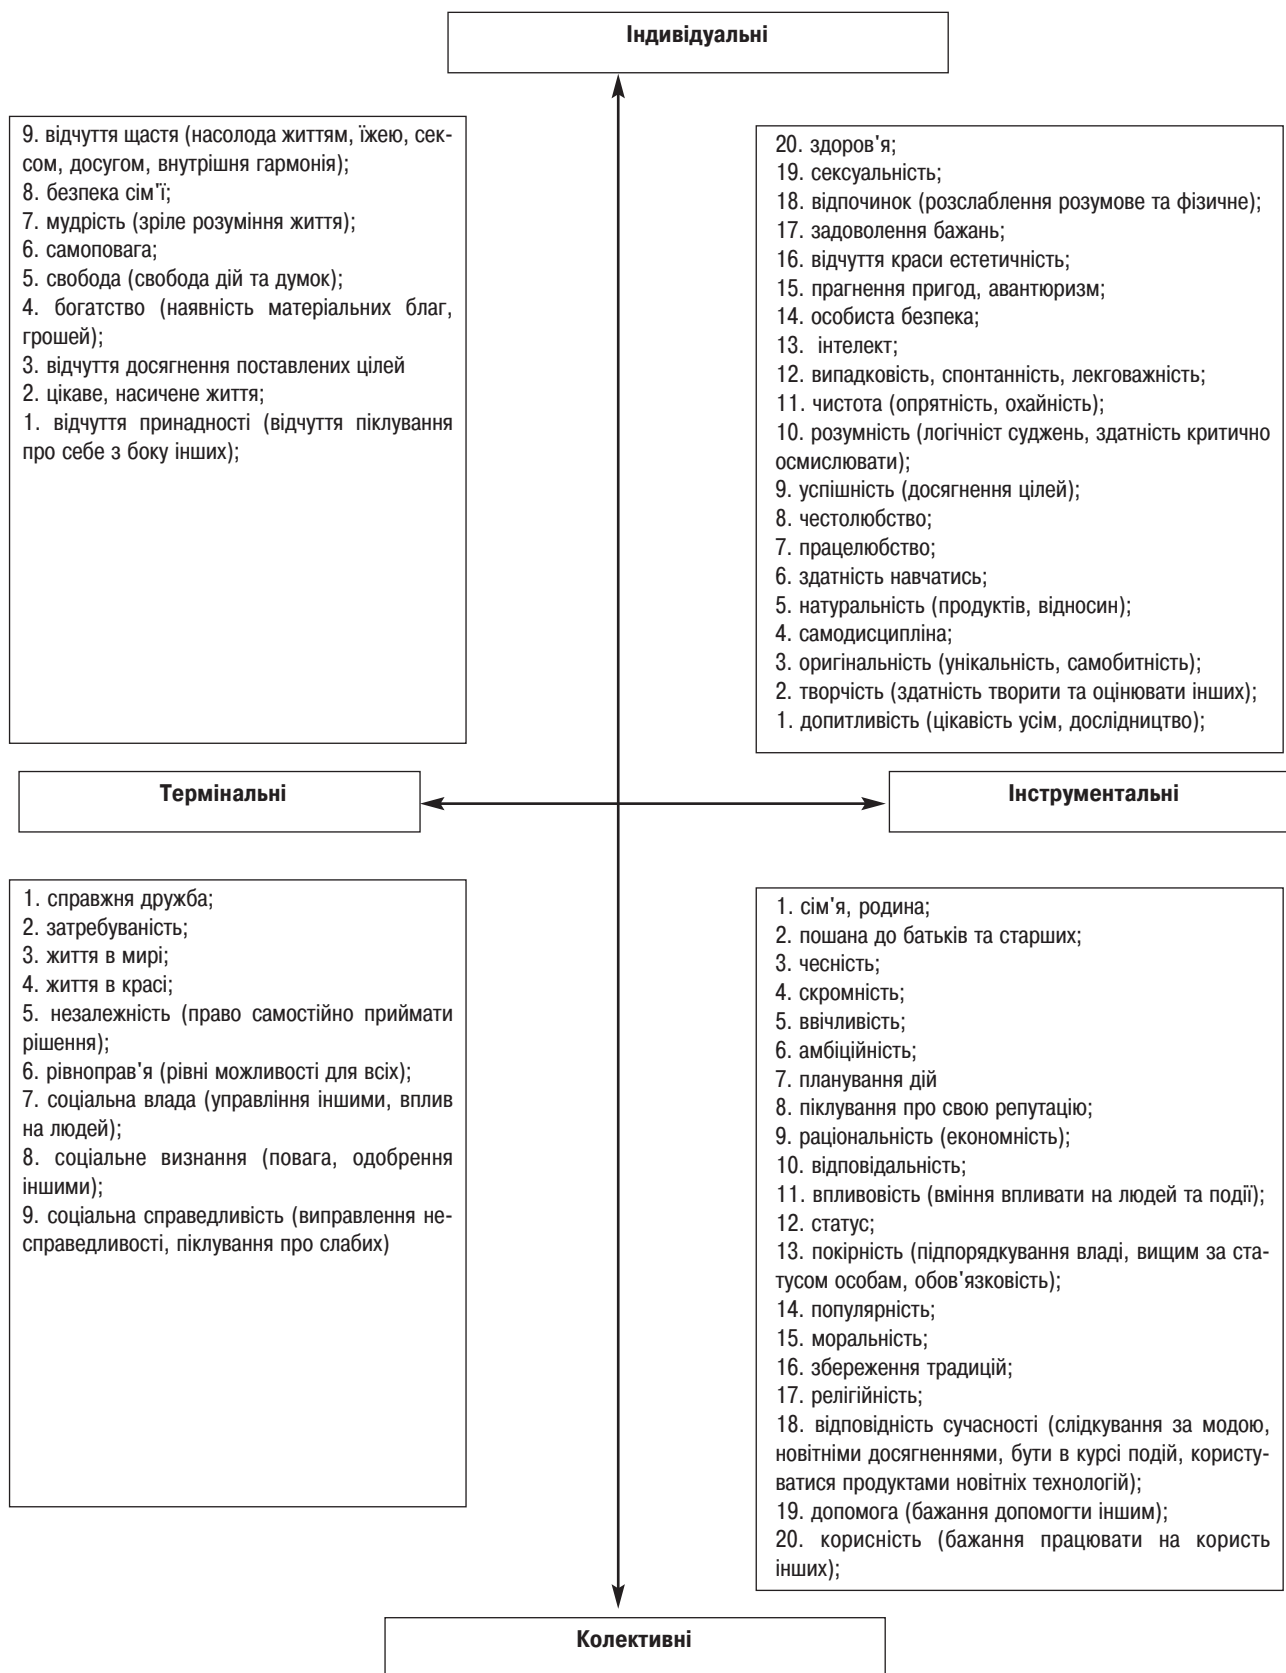 Індивідуальні
9. відчуття щастя (насолода життям, їжею, сек-
сом, досугом, внутрішня гармонія);
8. безпека сім'ї;
7. мудрість (зріле розуміння життя);
6. самоповага;
5. свобода (свобода дій та думок);
4. богатство (наявність матеріальних благ,
грошей);
3. відчуття досягнення поставлених цілей
2. цікаве, насичене життя;
1. відчуття принадності (відчуття піклування
про себе з боку інших);
20. здоров'я;
19. сексуальність;
18. відпочинок (розслаблення розумове та фізичне);
17. задоволення бажань;
16. відчуття краси естетичність;
15. прагнення пригод, авантюризм;
14. особиста безпека;
13. інтелект;
12. випадковість, спонтанність, лекговажність;
11. чистота (опрятність, охайність);
10. розумність (логічніст суджень, здатність критично
осмислювати);
9. успішність (досягнення цілей);
8. честолюбство;
7. працелюбство;
6. здатність навчатись;
5. натуральність (продуктів, відносин);
4. самодисципліна;
3. оригінальність (унікальність, самобитність);
2. творчість (здатність творити та оцінювати інших);
1. допитливість (цікавість усім, дослідництво);
Термінальні
Інструментальні
1. справжня дружба;
2. затребуваність;
3. життя в мирі;
4. життя в красі;
5. незалежність (право самостійно приймати
рішення);
6. рівноправ'я (рівні можливості для всіх);
7. соціальна влада (управління іншими, вплив
на людей);
8. соціальне визнання (повага, одобрення
іншими);
9. соціальна справедливість (виправлення не-
справедливості, піклування про слабих)
1. сім'я, родина;
2. пошана до батьків та старших;
3. чесність;
4. скромність;
5. ввічливість;
6. амбіційність;
7. планування дій
8. піклування про свою репутацію;
9. раціональність (економність);
10. відповідальність;
11. впливовість (вміння впливати на людей та події);
12. статус;
13. покірність (підпорядкування владі, вищим за ста-
тусом особам, обов'язковість);
14. популярність;
15. моральність;
16. збереження традицій;
17. релігійність;
18. відповідність сучасності (слідкування за модою,
новітніми досягненнями, бути в курсі подій, користу-
ватися продуктами новітніх технологій);
19. допомога (бажання допомогти іншим);
20. корисність (бажання працювати на користь
інших);
Колективні